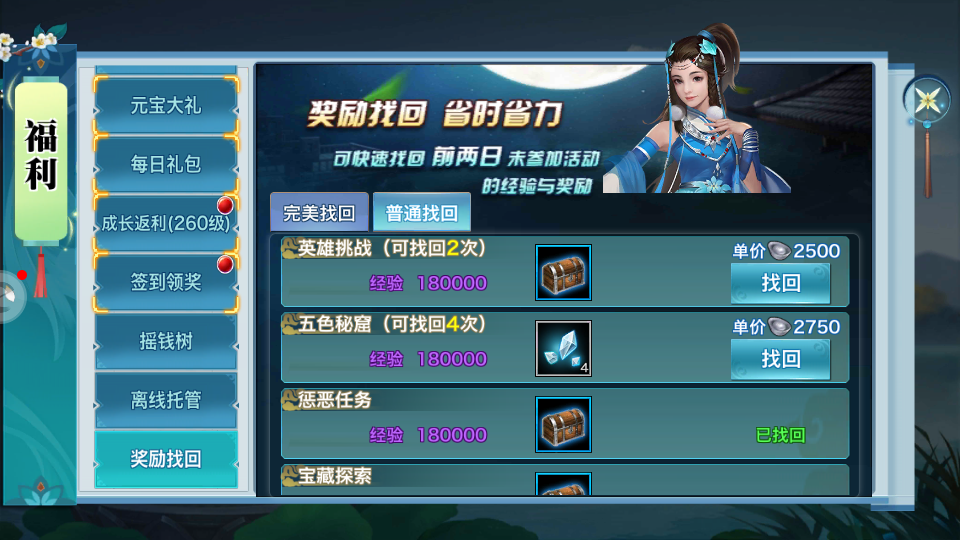 福利
元宝大礼
每日礼包
成长返利(260级)
签到领奖
摇钱树
离线托管
奖励找回
奖励找回 省时省力
可快速找回 前两日 未参加活动
的经验与奖励
完美找回
普通找回
英雄挑战（可找回2次）
经验 180000
单价 2500
找回
五色秘窟（可找回4次）
经验 180000
4
单价 2750
找回
惩恶任务
经验 180000
已找回
宝藏探索